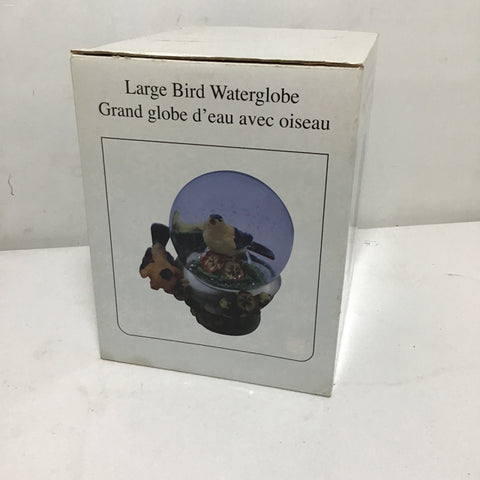 Large Bird Waterglobe
Grand globe d'eau avec oiseau